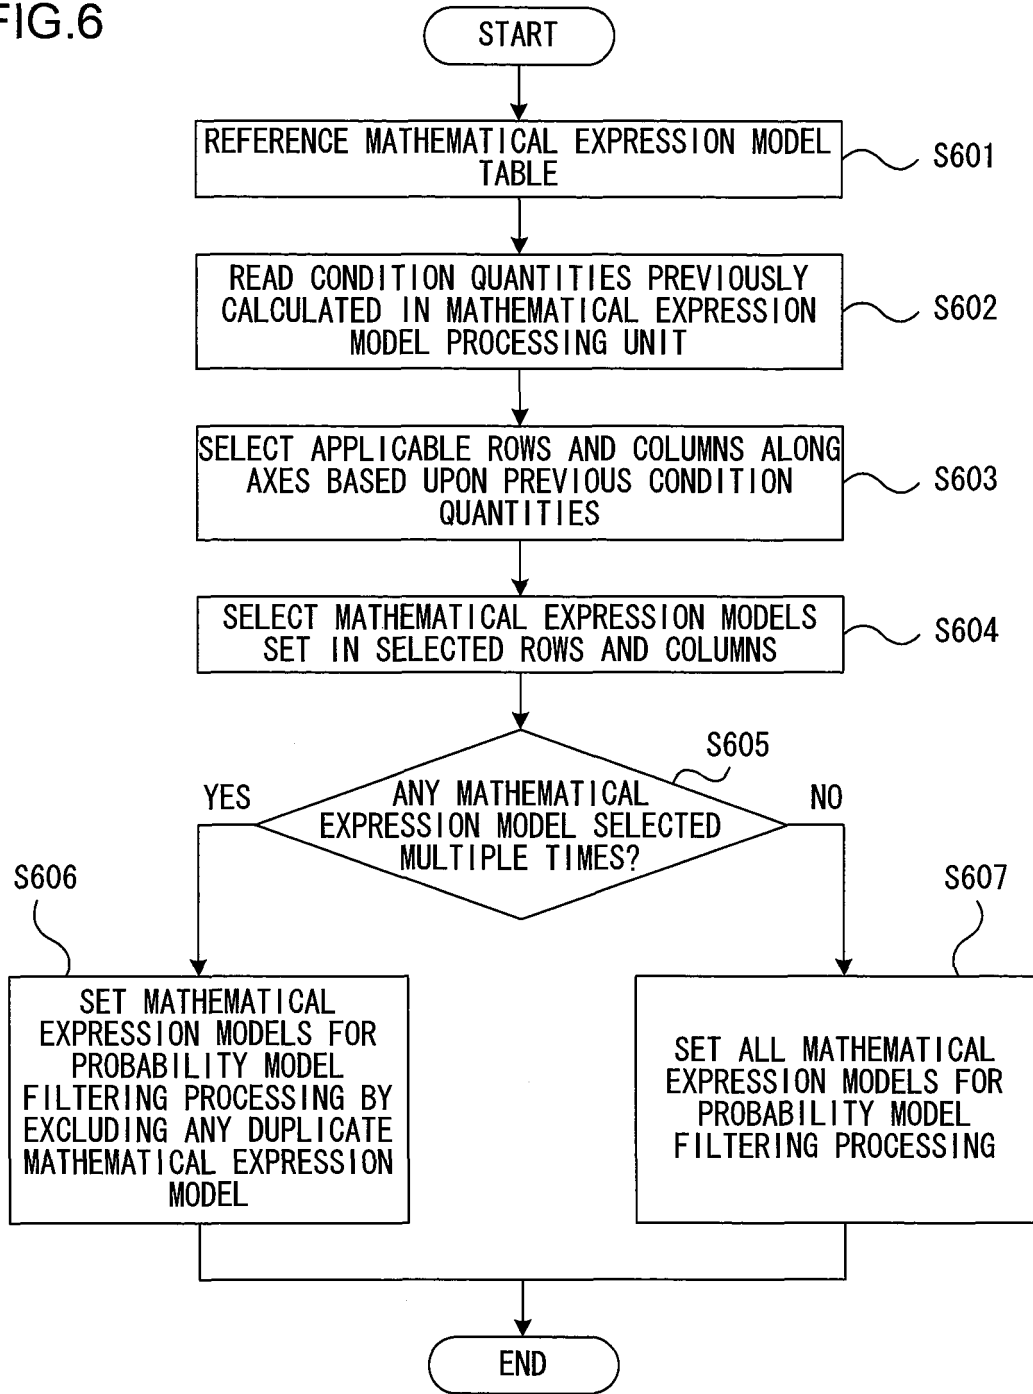 FIG.6
START
REFERENCE MATHEMATICAL EXPRESSION MODEL
TABLE
S601
READ CONDITION QUANTITIES PREVIOUSLY
CALCULATED IN MATHEMATICAL EXPRESSION
MODEL PROCESSING UNIT
S602
SELECT APPLICABLE ROWS AND COLUMNS ALONG
AXES BASED UPON PREVIOUS CONDITION
QUANTITIES
S603
SELECT MATHEMATICAL EXPRESSION MODELS
SET IN SELECTED ROWS AND COLUMNS
S604
S605
YES
ANY MATHEMATICAL
EXPRESSION MODEL SELECTED
MULTIPLE TIMES?
NO
S606
SET MATHEMATICAL
EXPRESSION MODELS FOR
PROBABILITY MODEL
FILTERING PROCESSING BY
EXCLUDING ANY DUPLICATE
MATHEMATICAL EXPRESSION
MODEL
S607
SET ALL MATHEMATICAL
EXPRESSION MODELS FOR
PROBABILITY MODEL
FILTERING PROCESSING
END